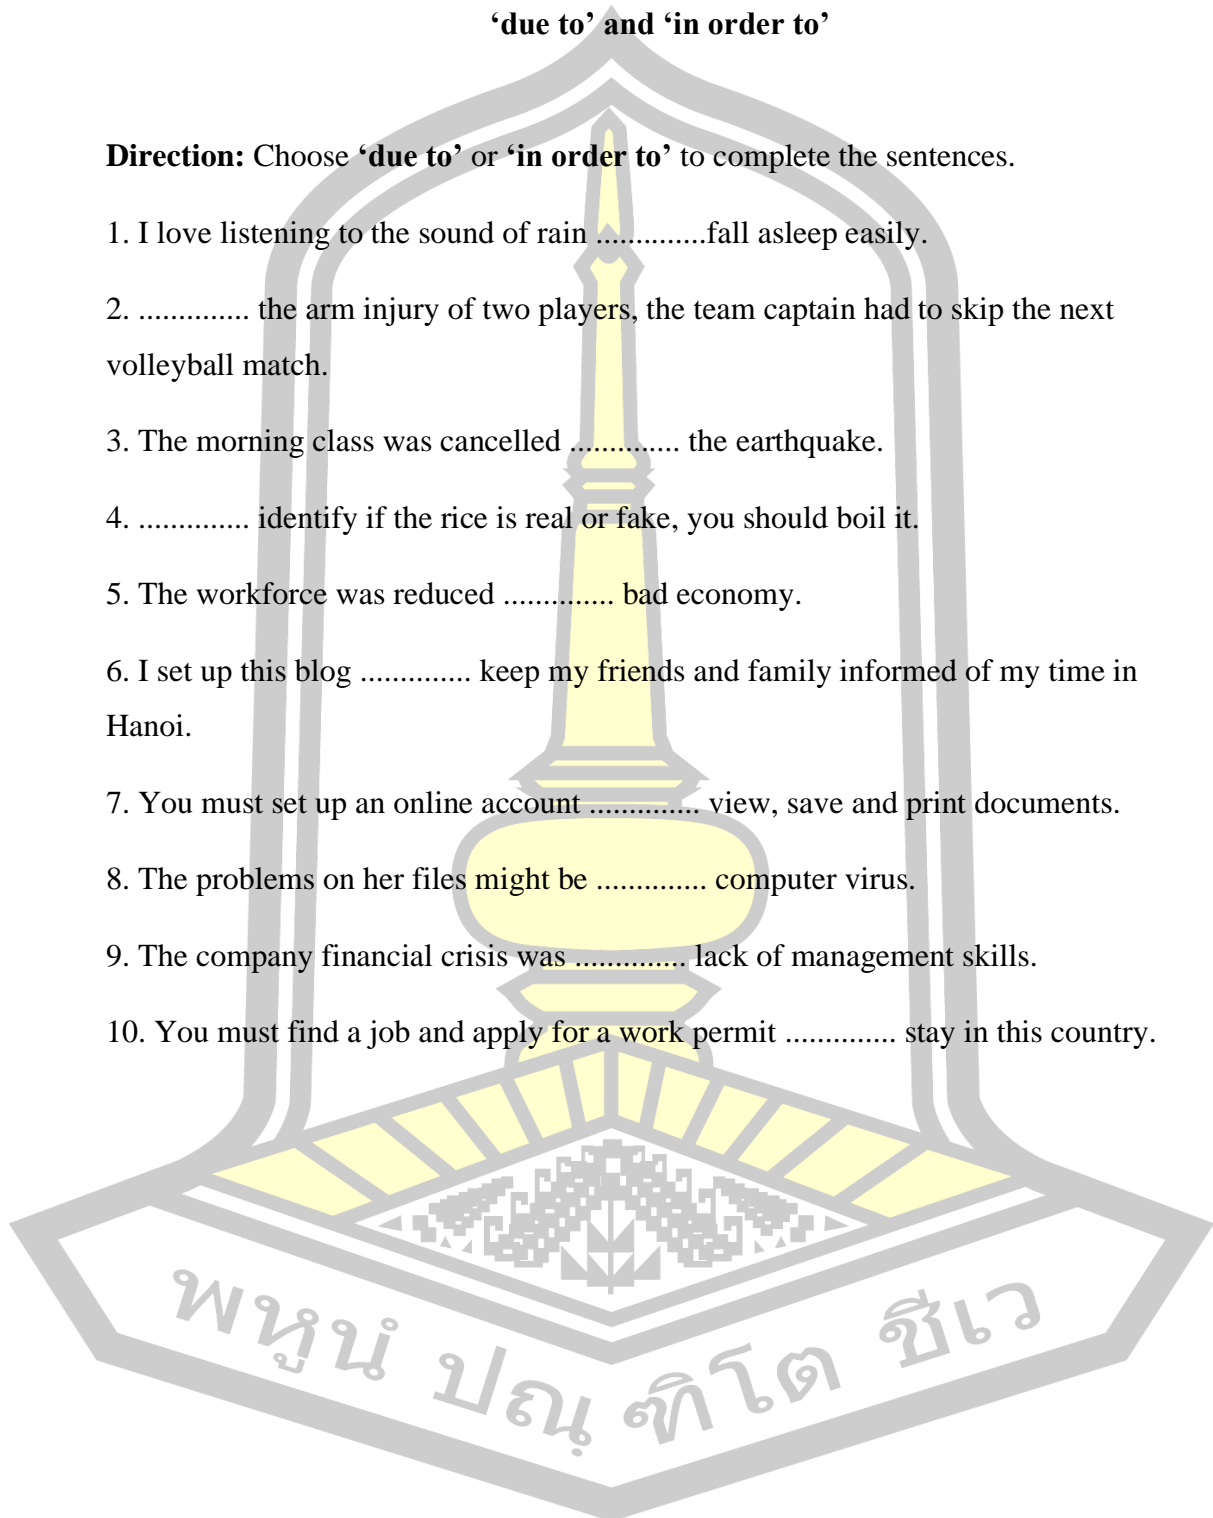 ‘due to’ and ‘in order to’
Direction: Choose ‘due to’ or ‘in order to’ to complete the sentences.
1. I love listening to the sound of rain ..............fall asleep easily.
2. .............. the arm injury of two players, the team captain had to skip the next
volleyball match.
3. The morning class was cancelled .............. the earthquake.
4. .............. identify if the rice is real or fake, you should boil it.
5. The workforce was reduced .............. bad economy.
6. I set up this blog .............. keep my friends and family informed of my time in
Hanoi.
7. You must set up an online account .............. view, save and print documents.
8. The problems on her files might be .............. computer virus.
9. The company financial crisis was .............. lack of management skills.
10. You must find a job and apply for a work permit .............. stay in this country.
พหูนํ ปณฺฑิโต ชีเว